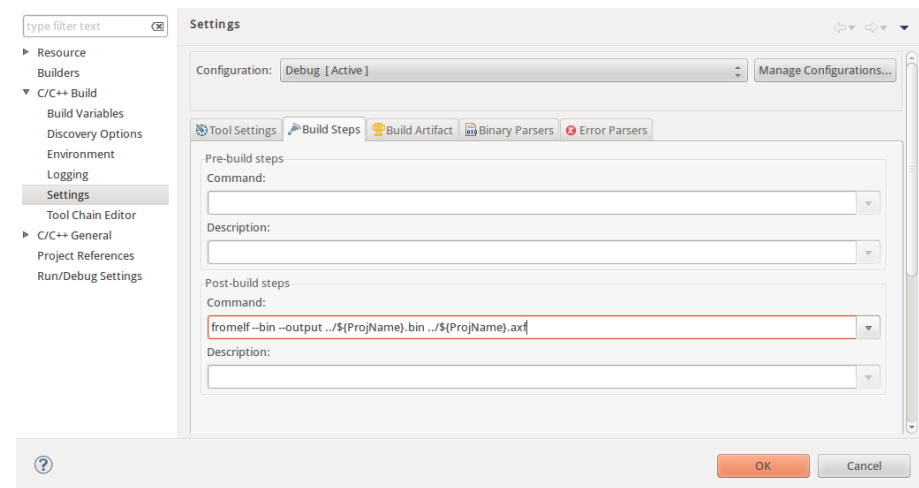 type filter text
Settings
Resource
Builders
C/C++ Build
Build Variables
Discovery Options
Environment
Logging
Settings
Tool Chain Editor
C/C++ General
Project References
Run/Debug Settings
Configuration: Debug [ Active ] Manage Configurations...
Tool Settings Build Steps Build Artifact Binary Parsers Error Parsers
Pre-build steps
Command:
Description:
Post-build steps
Command:
fromelf --bin --output ../${ProjName}.bin ../${ProjName}.axf
Description:
OK Cancel